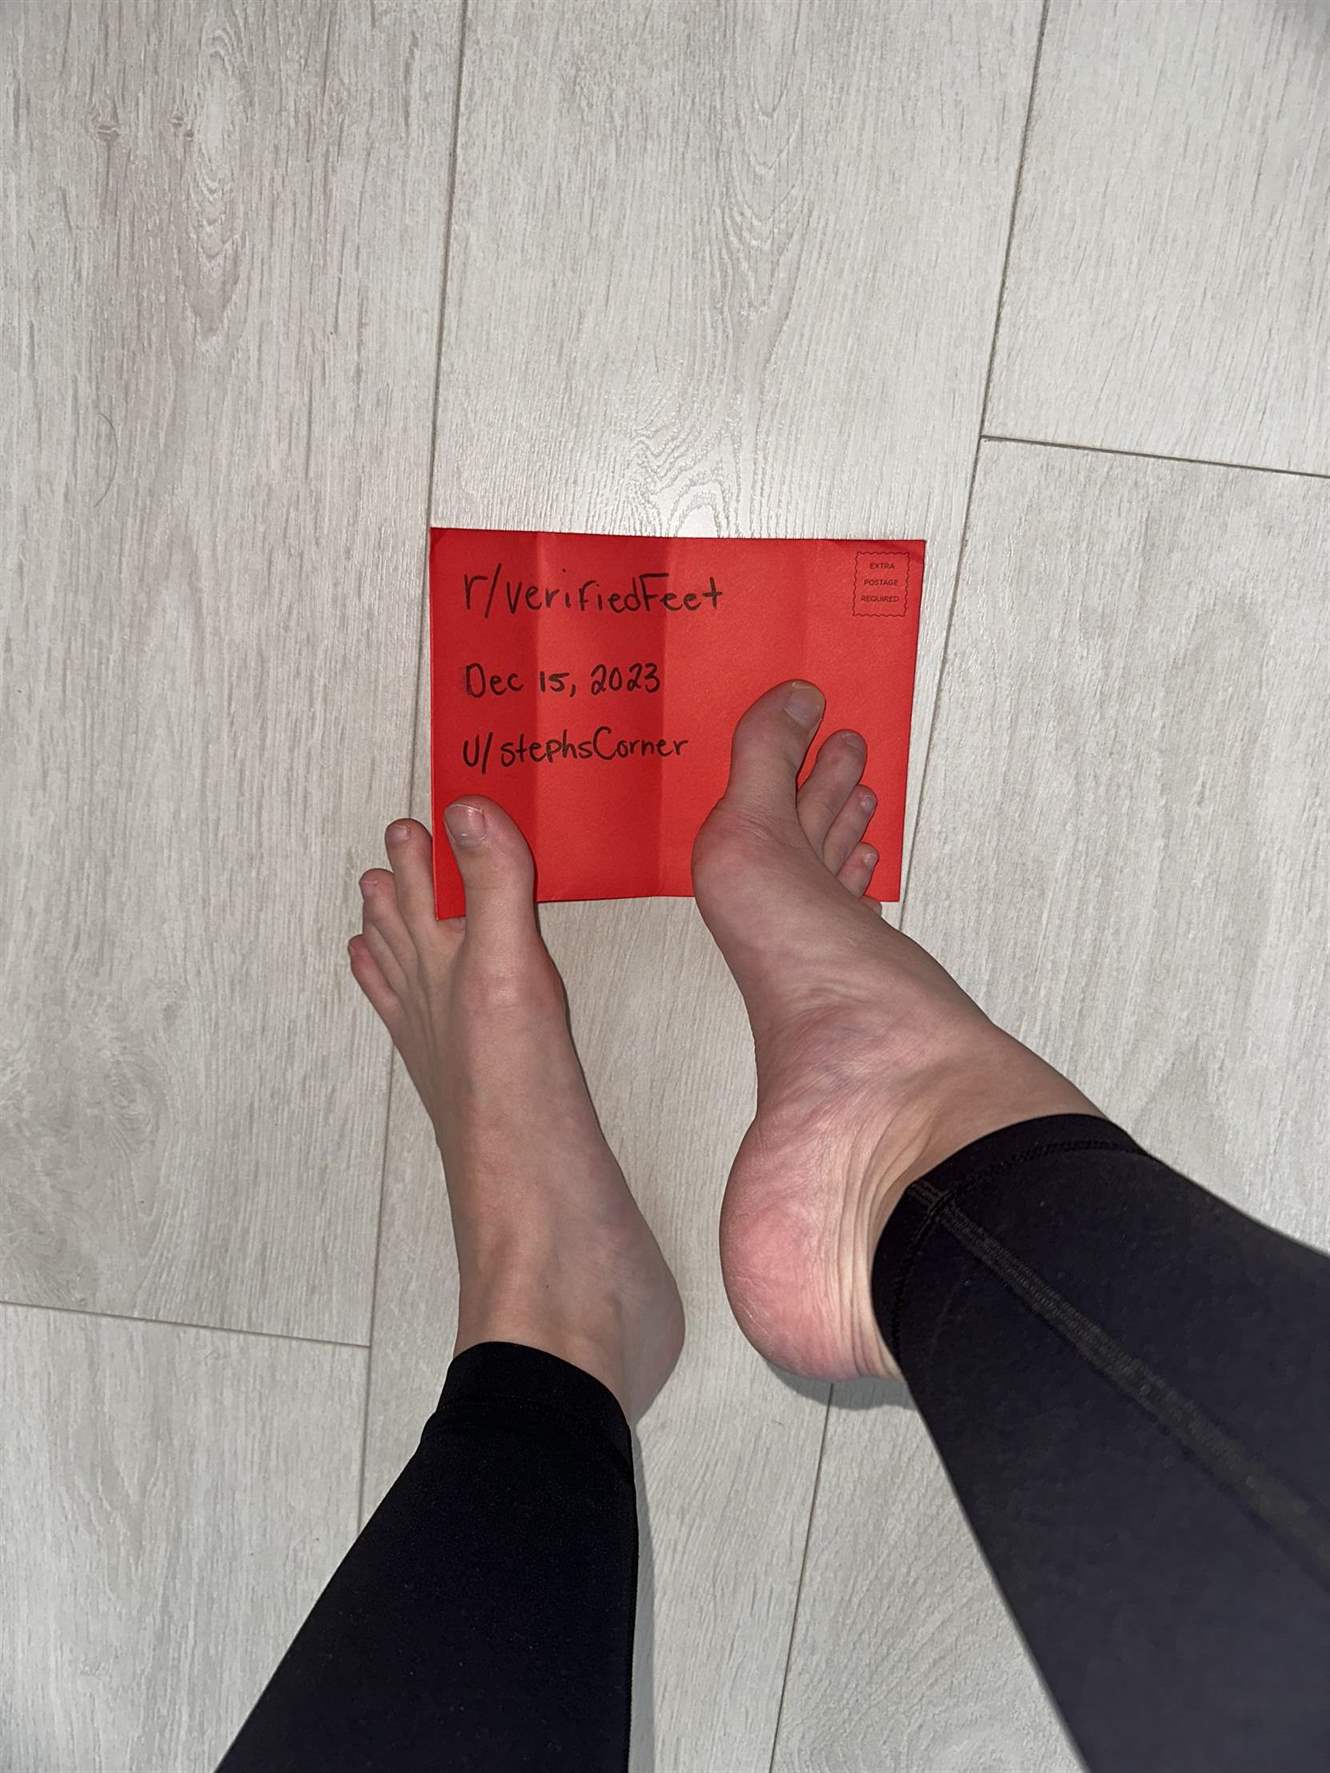 r/verifiedFeet
EXTRA
POSTAGE
REQUIRED
Dec 15, 2023
u/stephsCorner